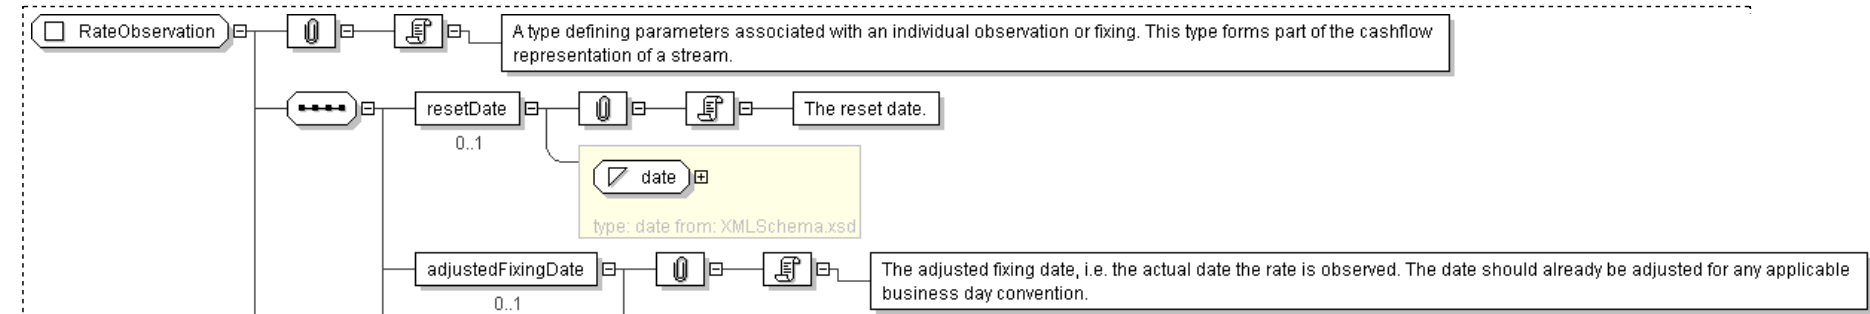 RateObservation
A type defining parameters associated with an individual observation or fixing. This type forms part of the cashflow
representation of a stream.
resetDate
The reset date.
0..1
date
type: date from: XMLSchema.xsd
adjustedFixingDate
The adjusted fixing date, i.e. the actual date the rate is observed. The date should already be adjusted for any applicable
business day convention.
0..1